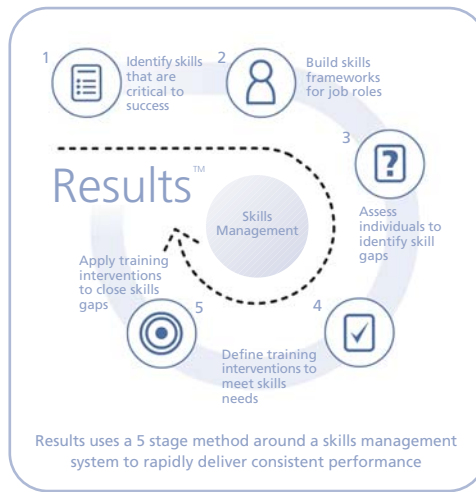 1
Identify skills
that are
critical to
success
2
Build skills
frameworks
for job roles
3
?
Assess
individuals to
identify skill
gaps
Results™
Skills
Management
4
Define training
interventions to
meet skills
needs
5
Apply training
interventions
to close skills
gaps
Results uses a 5 stage method around a skills management
system to rapidly deliver consistent performance